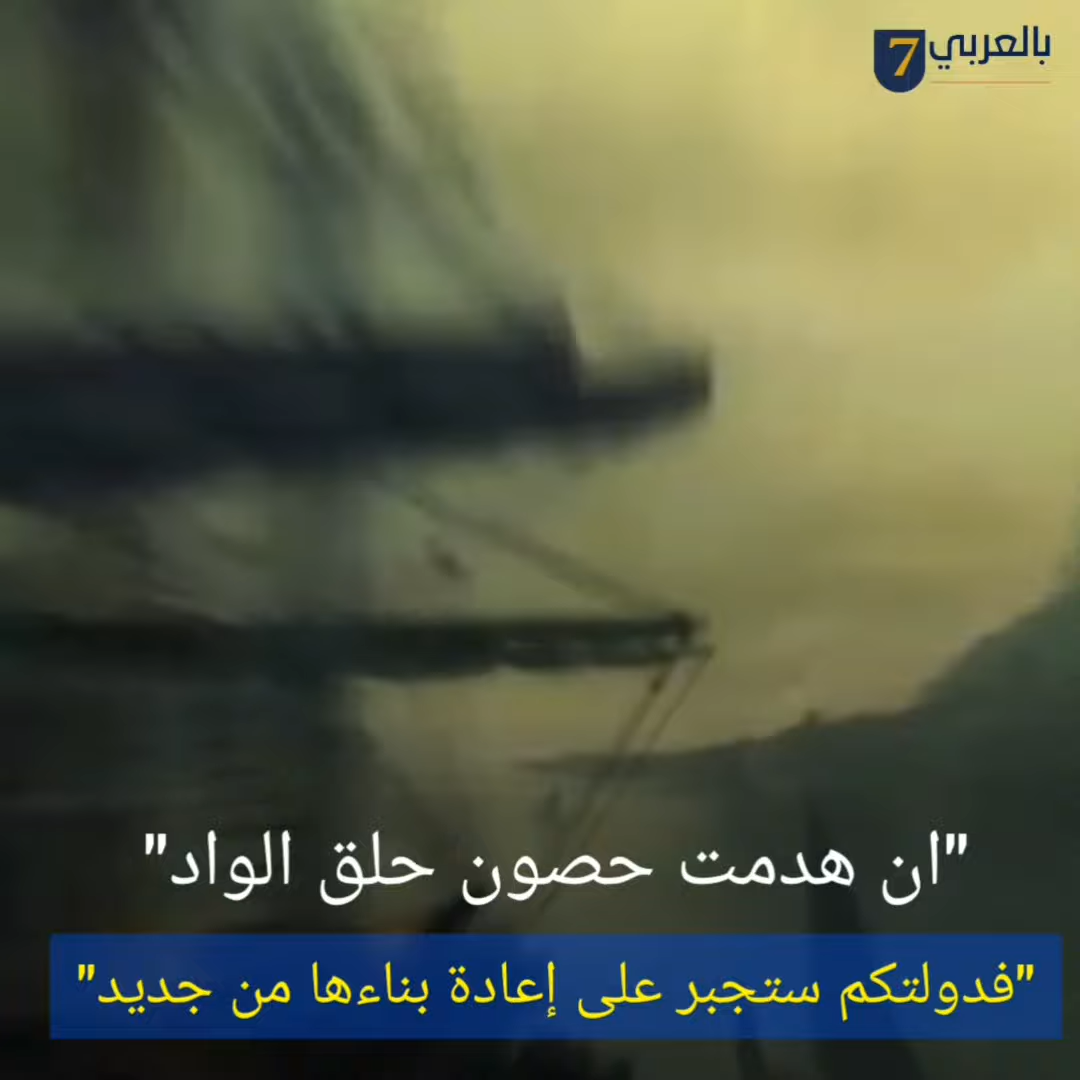 بالعربي 7
"ان هدمت حصون حلق الواد"
"فدولتكم ستجبر على إعادة بناءها من جديد"